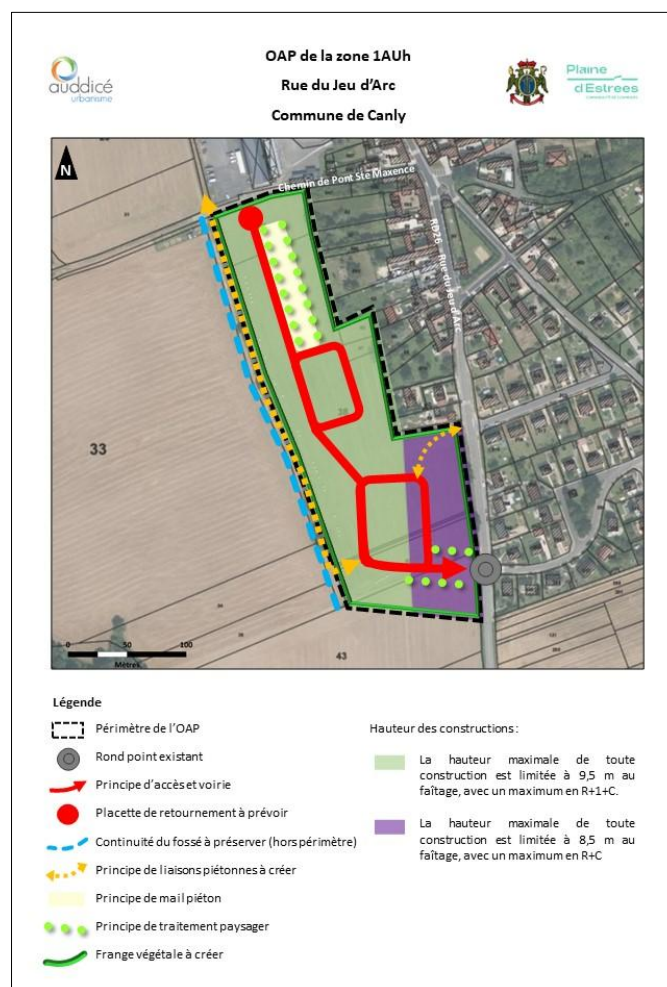 auddicé
urbanisme
OAP de la zone 1AUh
Rue du Jeu d'Arc
Commune de Canly
Plaine
d'Estrées
N
Chemin de Pont Ste Maxence
RD26 - Rue du Jeu d'Arc
33
38
43
0 50 100
Mètres
Légende
Périmètre de l'OAP
Rond point existant
Principe d'accès et voirie
Placette de retournement à prévoir
Continuité du fossé à préserver (hors périmètre)
Principe de liaisons piétonnes à créer
Principe de mail piéton
Principe de traitement paysager
Frange végétale à créer
Hauteur des constructions :
La hauteur maximale de toute
construction est limitée à 9,5 m au
faîtage, avec un maximum en R+1+C.
La hauteur maximale de toute
construction est limitée à 8,5 m au
faîtage, avec un maximum en R+C